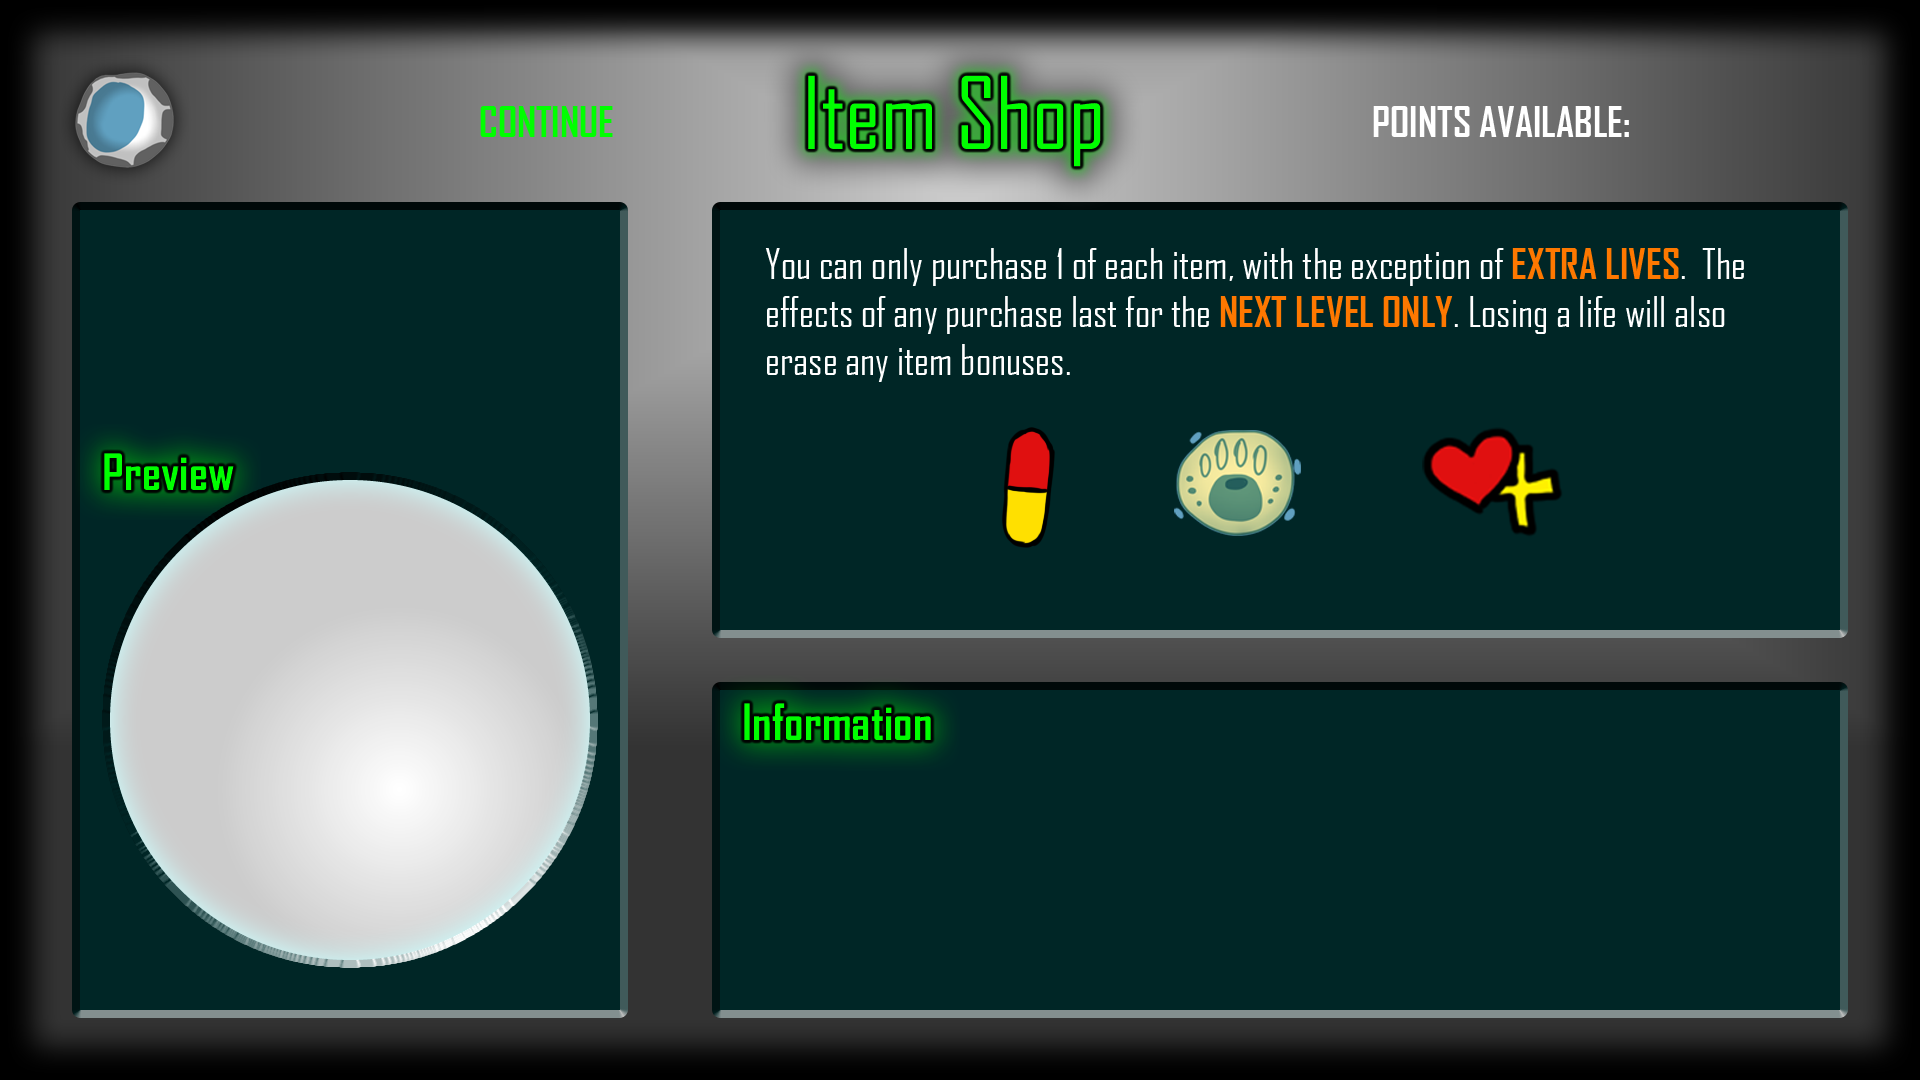 CONTINUE
Item Shop
POINTS AVAILABLE:
You can only purchase 1 of each item, with the exception of EXTRA LIVES.  The
effects of any purchase last for the NEXT LEVEL ONLY. Losing a life will also
erase any item bonuses.
Preview
Information